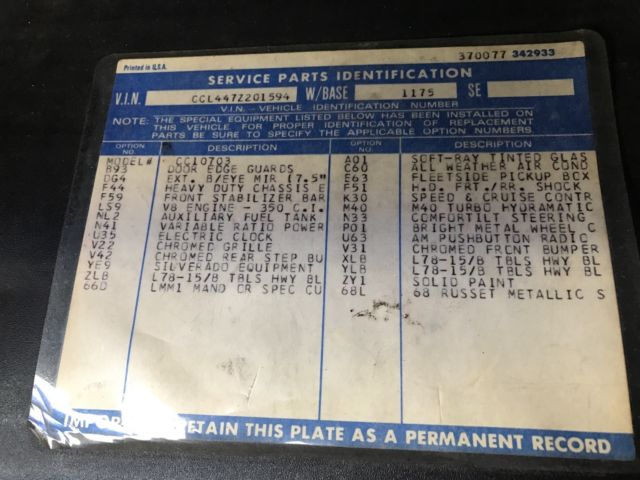 Printed in U.S.A.
370077 342933
SERVICE PARTS IDENTIFICATION
V.I.N. CCL447Z201594 W/BASE 1175 SE
V.I.N. - VEHICLE IDENTIFICATION NUMBER
NOTE: THE SPECIAL EQUIPMENT LISTED BELOW HAS BEEN INSTALLED ON
THIS VEHICLE. FOR PROPER IDENTIFICATION OF REPLACEMENT
PARTS BE SURE TO SPECIFY THE APPLICABLE OPTION NUMBERS.
OPTION NO. DESCRIPTION OPTION NO. DESCRIPTION
MODEL# CC10703 A01 SOFT-RAY TINTED GLAS
B93 DOOR EDGE GUARDS C60 ALL WEATHER AIR COND
DG4 EXT. B/EYE MIR (7.5" E63 FLEETSIDE PICKUP BOX
F44 HEAVY DUTY CHASSIS E F51 H.D. FRT./RR. SHOCK
F59 FRONT STABILIZER BAR K30 SPEED & CRUISE CONTR
LS9 V8 ENGINE - 350 C.I. M40 M40 TURBO HYDRAMATIC
NL2 AUXILIARY FUEL TANK N33 COMFORTILT STEERING
N41 VARIABLE RATIO POWER P01 BRIGHT METAL WHEEL C
U35 ELECTRIC CLOCK U63 AM PUSHBUTTON RADIO
V22 CHROMED GRILLE V31 CHROMED FRONT BUMPER
V42 CHROMED REAR STEP BU XLB L78-15/B TBLS HWY BL
YE9 SILVERADO EQUIPMENT YLB L78-15/B TBLS HWY BL
ZLB L78-15/B TBLS HWY BL ZY1 SOLID PAINT
66D LMM1 MAND OR SPEC CU 68L 68 RUSSET METALLIC S
RETAIN THIS PLATE AS A PERMANENT RECORD